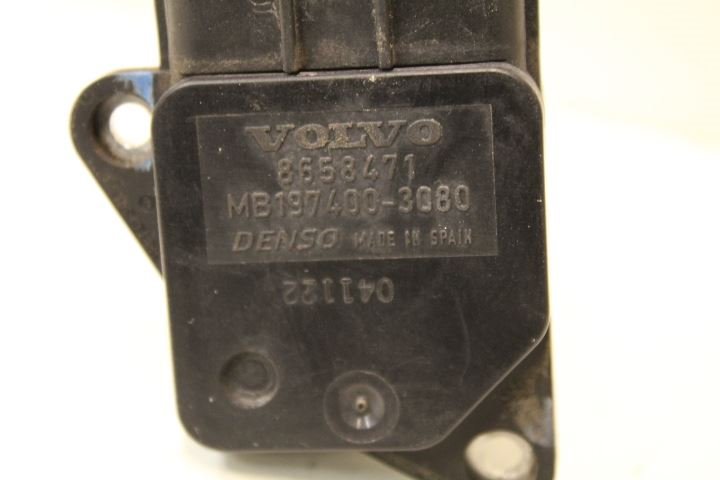 VOLVO
8658471
MB197400-3080
DENSO MADE IN SPAIN
041122